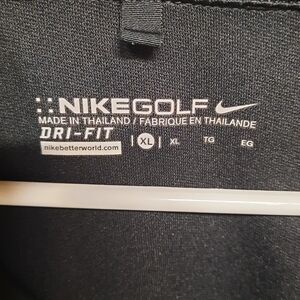 NIKEGOLF
MADE IN THAILAND / FABRIQUE EN THAILANDE
DRI-FIT
nikebetterworld.com
XL XL TG EG